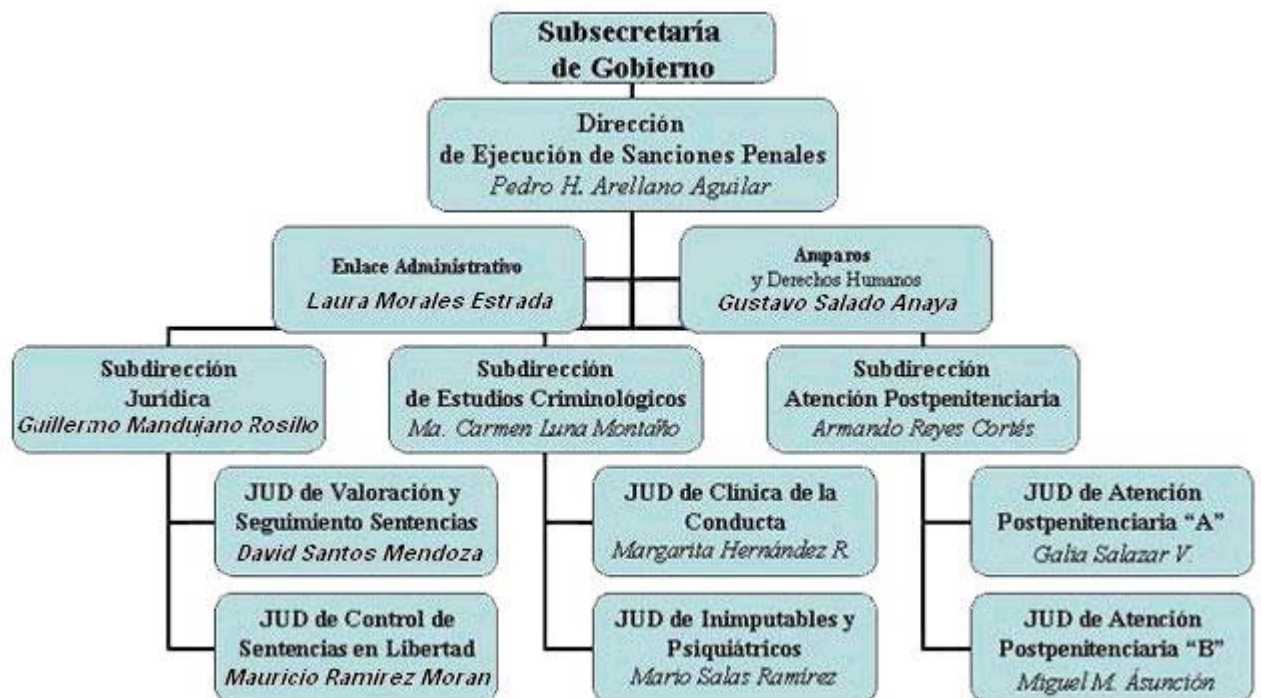 Subsecretaría
de Gobierno
Dirección
de Ejecución de Sanciones Penales
Pedro H. Arellano Aguilar
Enlace Administrativo
Laura Morales Estrada
Amparos
y Derechos Humanos
Gustavo Salado Anaya
Subdirección
Jurídica
Guillermo Mandujano Rosillo
Subdirección
de Estudios Criminológicos
Ma. Carmen Luna Montaño
Subdirección
Atención Postpenitenciaria
Armando Reyes Cortés
JUD de Valoración y
Seguimiento Sentencias
David Santos Mendoza
JUD de Clínica de la
Conducta
Margarita Hernández R.
JUD de Atención
Postpenitenciaria “A”
Galia Salazar V.
JUD de Control de
Sentencias en Libertad
Mauricio Ramírez Moran
JUD de Inimputables y
Psiquiátricos
Mario Salas Ramírez
JUD de Atención
Postpenitenciaria “B”
Miguel M. Ásunción